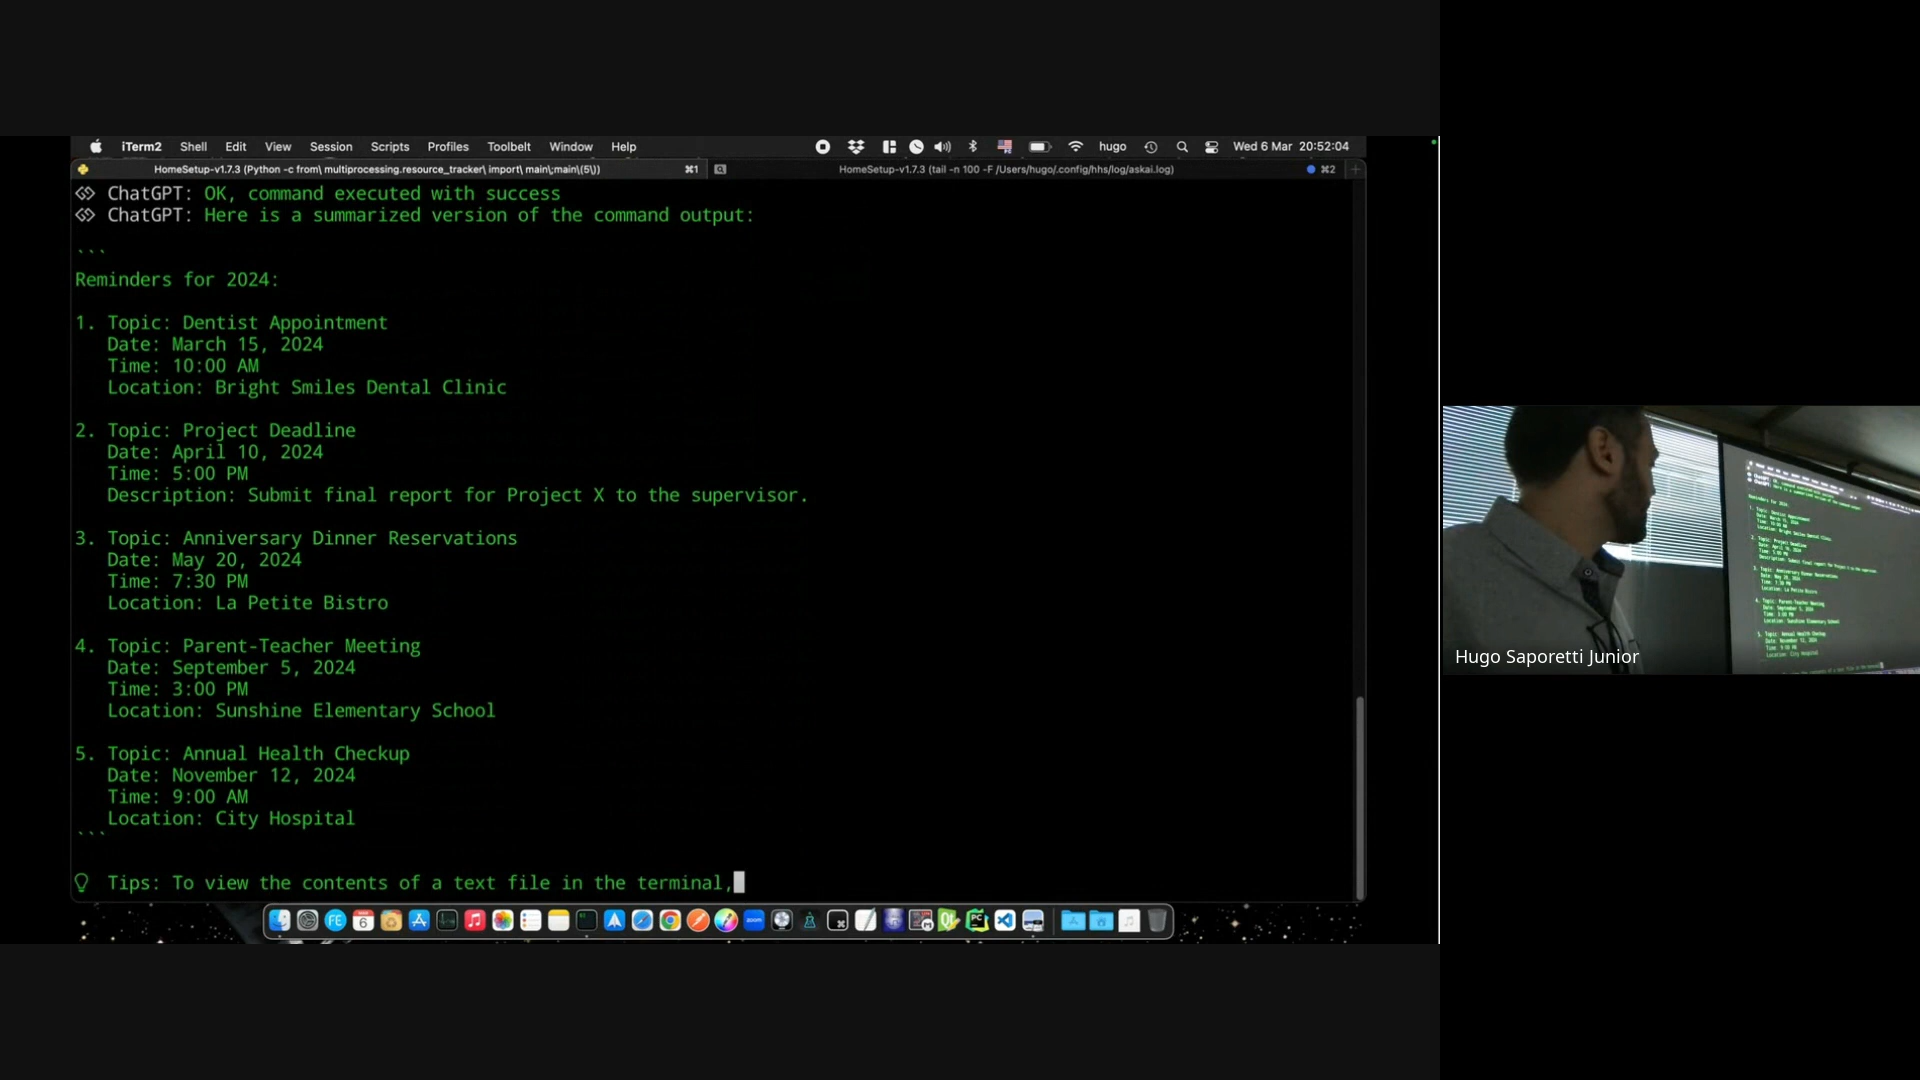 iTerm2 Shell Edit View Session Scripts Profiles Toolbelt Window Help hugo Wed 6 Mar 20:52:04
HomeSetup-v1.7.3 (Python -c from\ multiprocessing.resource_tracker\ import\ main\;main\(5\)) ⌘1 HomeSetup-v1.7.3 (tail -n 100 -F /Users/hugo/.config/hhs/log/askai.log) ⌘2
ChatGPT: OK, command executed with success
ChatGPT: Here is a summarized version of the command output:
```
Reminders for 2024:
1. Topic: Dentist Appointment
Date: March 15, 2024
Time: 10:00 AM
Location: Bright Smiles Dental Clinic
2. Topic: Project Deadline
Date: April 10, 2024
Time: 5:00 PM
Description: Submit final report for Project X to the supervisor.
3. Topic: Anniversary Dinner Reservations
Date: May 20, 2024
Time: 7:30 PM
Location: La Petite Bistro
4. Topic: Parent-Teacher Meeting
Date: September 5, 2024
Time: 3:00 PM
Location: Sunshine Elementary School
5. Topic: Annual Health Checkup
Date: November 12, 2024
Time: 9:00 AM
Location: City Hospital
```
Tips: To view the contents of a text file in the terminal,
Hugo Saporetti Junior